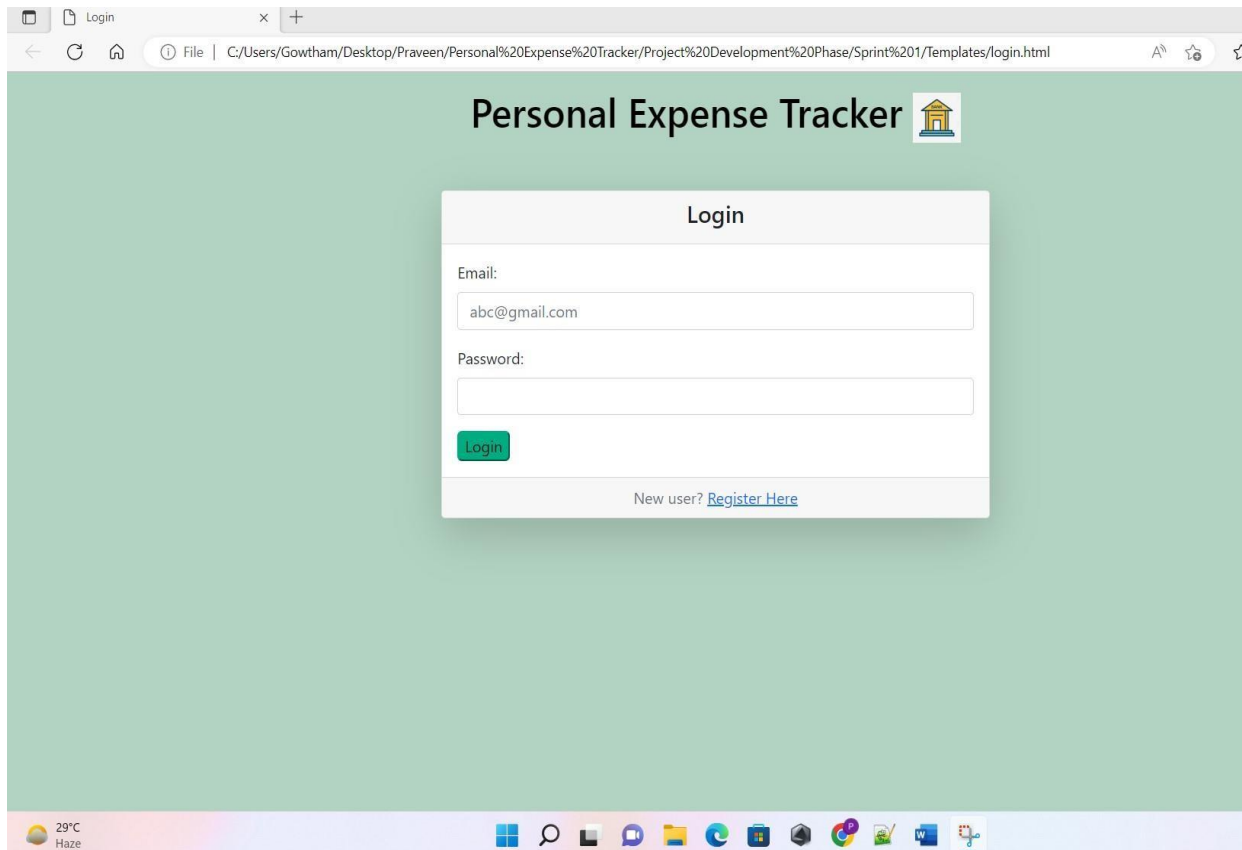 Login
File | C:/Users/Gowtham/Desktop/Praveen/Personal%20Expense%20Tracker/Project%20Development%20Phase/Sprint%201/Templates/login.html
Personal Expense Tracker
Login
Email:
abc@gmail.com
Password:
Login
New user? Register Here
29°C
Haze